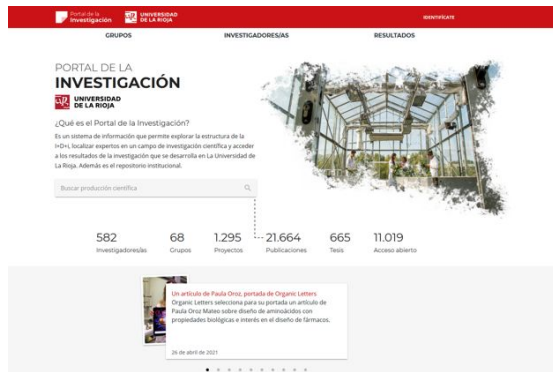 Portal de la
Investigación
UNIVERSIDAD
DE LA RIOJA
IDENTIFÍCATE
GRUPOS
INVESTIGADORES/AS
RESULTADOS
PORTAL DE LA
INVESTIGACIÓN
UNIVERSIDAD
DE LA RIOJA
¿Qué es el Portal de la Investigación?
Es un sistema de información que permite explorar la estructura de la
I+D+i, localizar expertos en un campo de investigación científica y acceder
a los resultados de la investigación que se desarrolla en La Universidad de
La Rioja. Además es el repositorio institucional.
Buscar producción científica
582
Investigadores/as
68
Grupos
1.295
Proyectos
21.664
Publicaciones
665
Tesis
11.019
Acceso abierto
Un artículo de Paula Oroz, portada de Organic Letters
Organic Letters selecciona para su portada un artículo de
Paula Oroz Mateo sobre diseño de aminoácidos con
propiedades biológicas e interés en el diseño de fármacos.
26 de abril de 2021